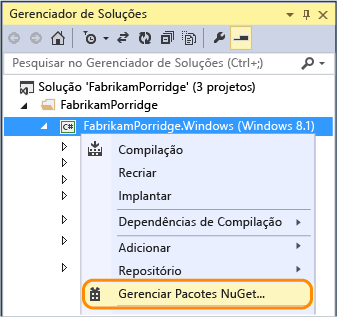 Gerenciador de Soluções
Pesquisar no Gerenciador de Soluções (Ctrl+;)
Solução 'FabrikamPorridge' (3 projetos)
FabrikamPorridge
C# FabrikamPorridge.Windows (Windows 8.1)
Compilação
Recriar
Implantar
Dependências de Compilação
Adicionar
Repositório
Gerenciar Pacotes NuGet...